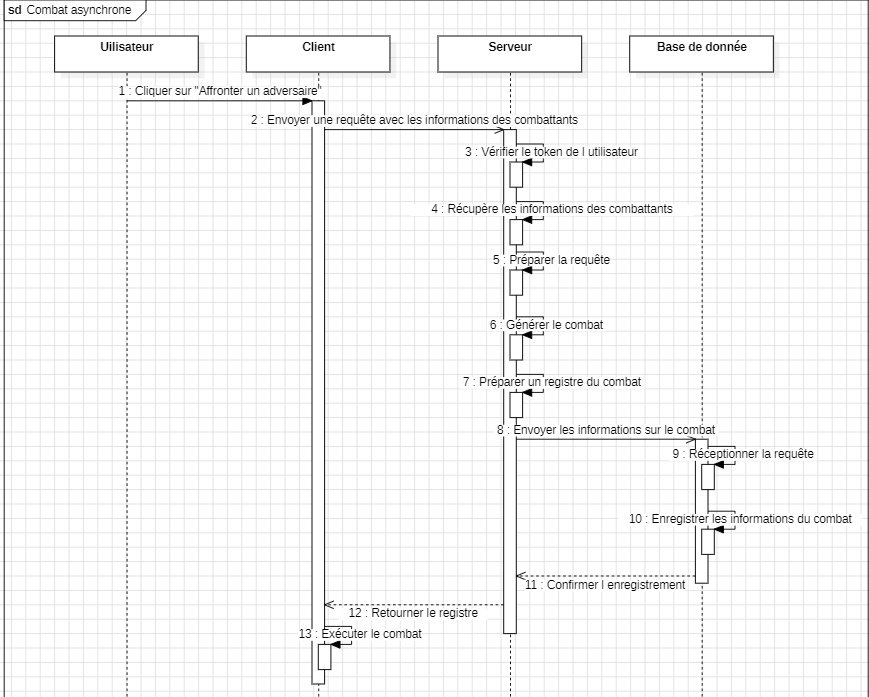 sd Combat asynchrone
Uilisateur
Client
Serveur
Base de donnée
1 : Cliquer sur "Affronter un adversaire"
2 : Envoyer une requête avec les informations des combattants
3 : Vérifier le token de l utilisateur
4 : Récupère les informations des combattants
5 : Préparer la requête
6 : Générer le combat
7 : Préparer un registre du combat
8 : Envoyer les informations sur le combat
9 : Réceptionner la requête
10 : Enregistrer les informations du combat
11 : Confirmer l enregistrement
12 : Retourner le registre
13 : Exécuter le combat